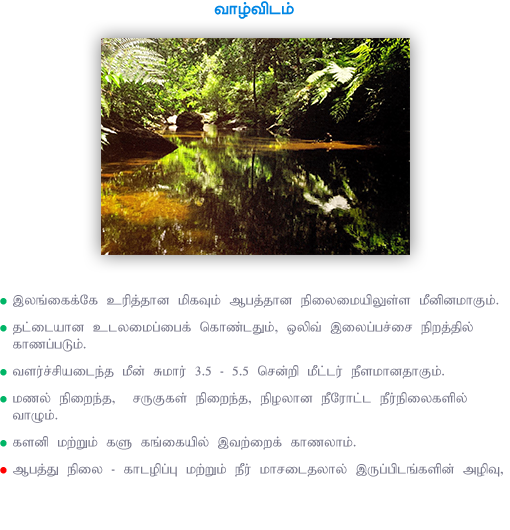 வாழ்விடம்
இலங்கைக்கே உரித்தான மிகவும் ஆபத்தான நிலைமையிலுள்ள மீனினமாகும்.
தட்டையான உடலமைப்பைக் கொண்டதும், ஒலிவ் இலைப்பச்சை நிறத்தில்
காணப்படும்.
வளர்ச்சியடைந்த மீன் சுமார் 3.5 - 5.5 சென்றி மீட்டர் நீளமானதாகும்.
மணல் நிறைந்த, சருகுகள் நிறைந்த, நிழலான நீரோட்ட நீர்நிலைகளில்
வாழும்.
களனி மற்றும் களு கங்கையில் இவற்றைக் காணலாம்.
ஆபத்து நிலை - காடழிப்பு மற்றும் நீர் மாசடைதலால் இருப்பிடங்களின் அழிவு,